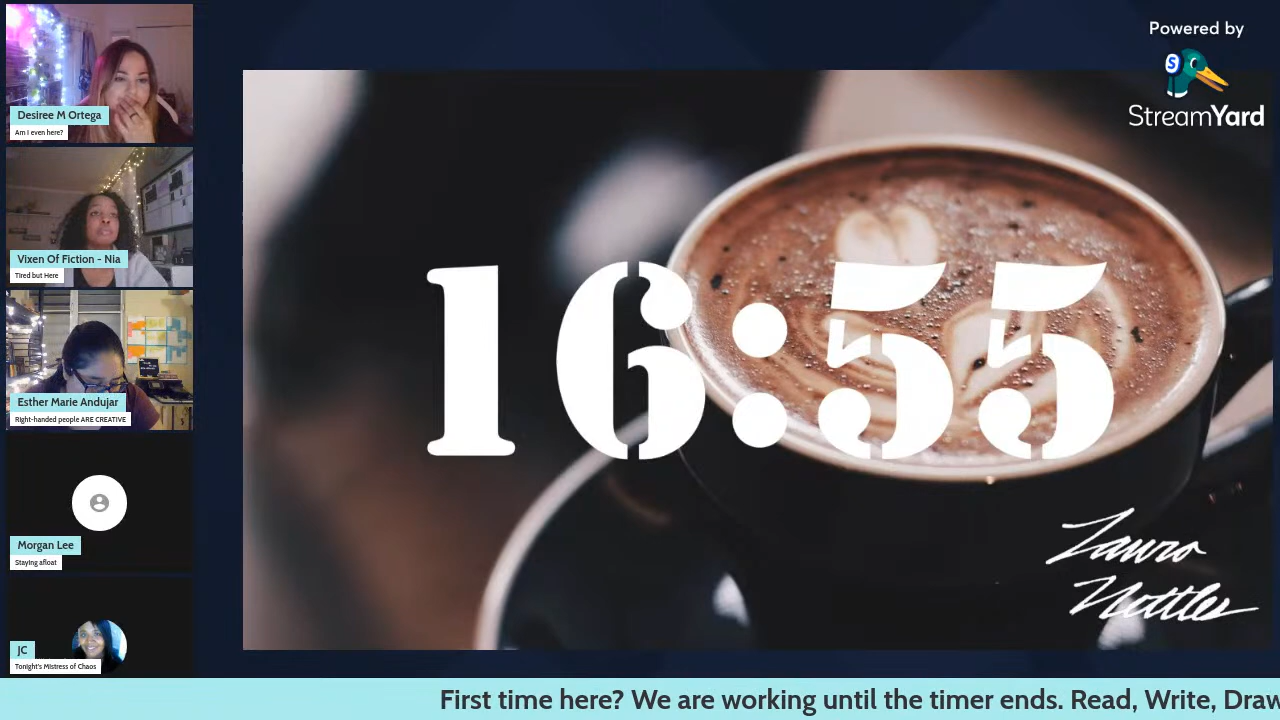 Desiree M Ortega
Am I even here?
Vixen Of Fiction - Nia
Tired but Here
Esther Marie Andujar
Right-handed people ARE CREATIVE
Morgan Lee
Staying afloat
JC
Tonight's Mistress of Chaos
16:55
Powered by
S
StreamYard
First time here? We are working until the timer ends. Read, Write, Draw